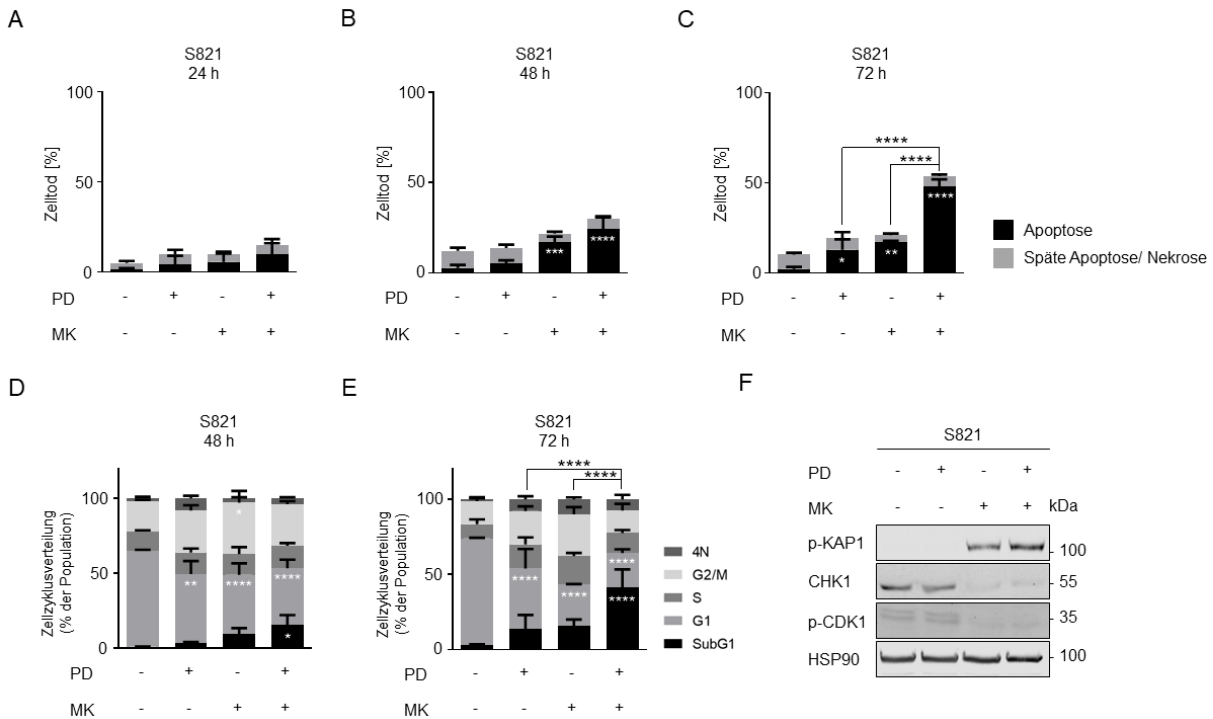 A
S821
24 h
Zelltod [%]
100
50
0
PD - + - +
MK - - + +
B
S821
48 h
Zelltod [%]
100
50
0
*** ****
- + - +
- - + +
C
S821
72 h
Zelltod [%]
100
50
0
****
****
* ** ****
PD - + - +
MK - - + +
Apoptose
Späte Apoptose/ Nekrose
D
S821
48 h
Zellzyklusverteilung
(% der Population)
100
50
0
*
** **** ****
*
PD - + - +
MK - - + +
E
S821
72 h
Zellzyklusverteilung
(% der Population)
100
50
0
****
****
**** **** ****
****
PD - + - +
MK - - + +
4N
G2/M
S
G1
SubG1
F
S821
PD - + - +
MK - - + + kDa
p-KAP1 - 100
CHK1 - 55
p-CDK1 - 35
HSP90 - 100